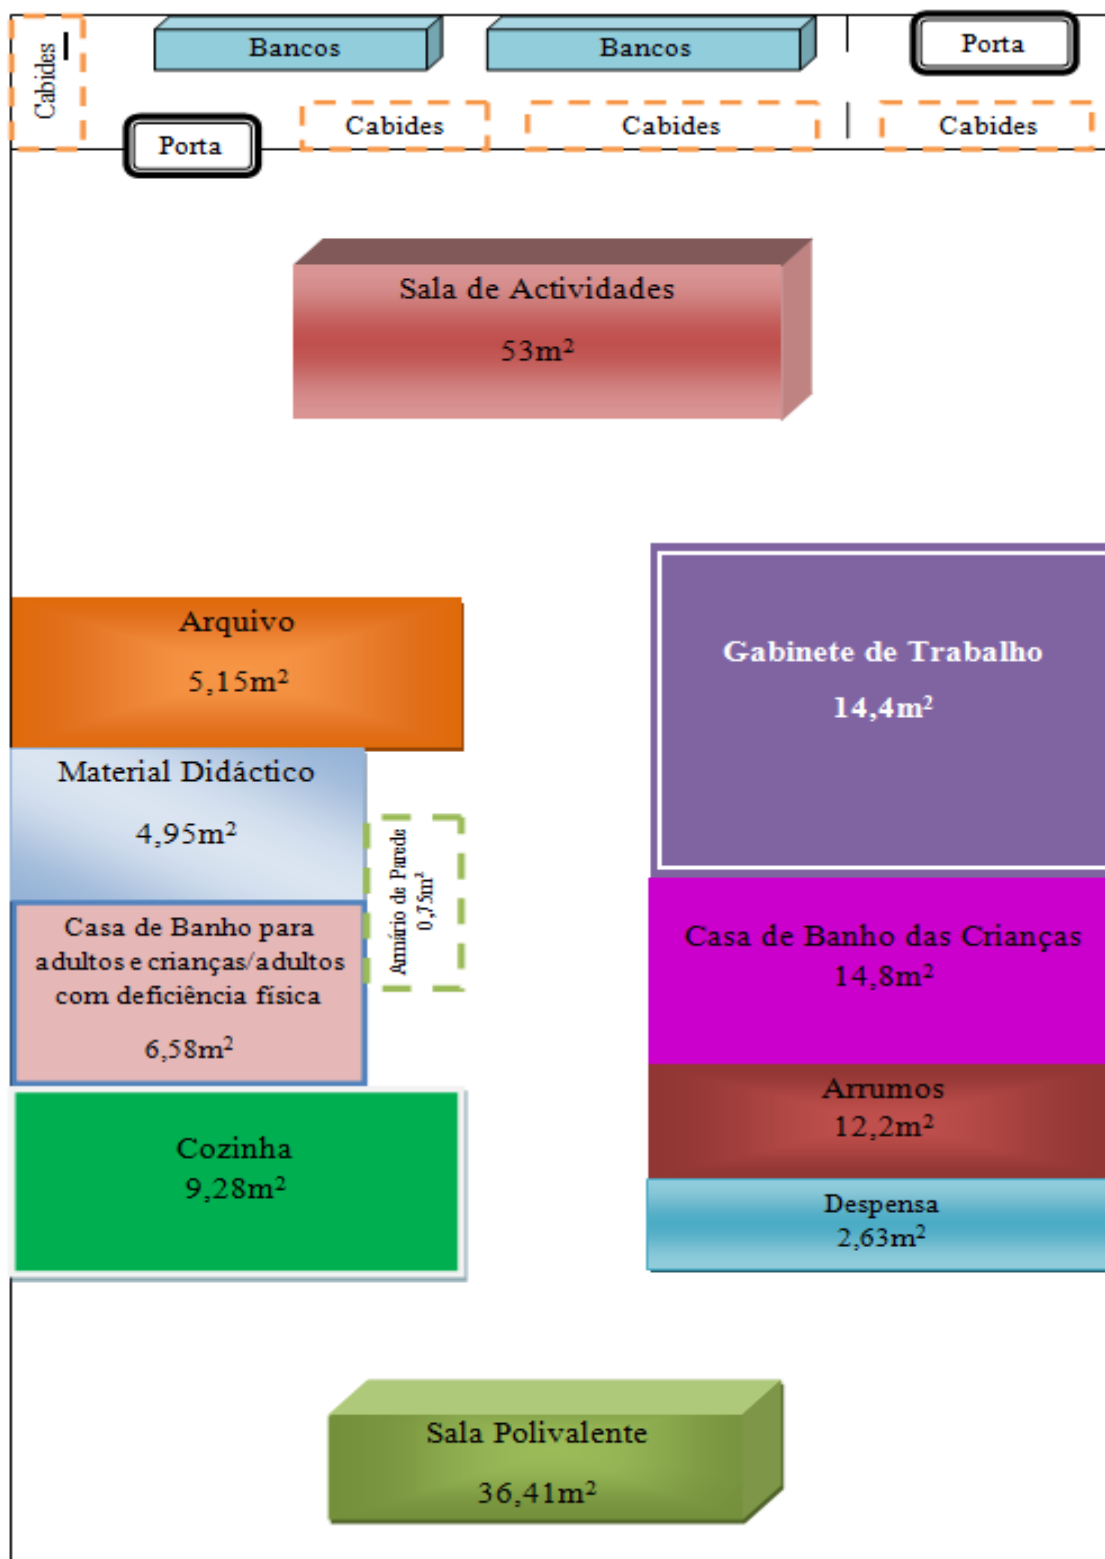 Cabides
Bancos
Bancos
Porta
Porta
Cabides
Cabides
Cabides
Sala de Actividades
53m²
Arquivo
5,15m²
Gabinete de Trabalho
14,4m²
Material Didáctico
4,95m²
Armário de Parede
0,75m²
Casa de Banho para
adultos e crianças/adultos
com deficiência física
6,58m²
Casa de Banho das Crianças
14,8m²
Arrumos
12,2m²
Cozinha
9,28m²
Despensa
2,63m²
Sala Polivalente
36,41m²